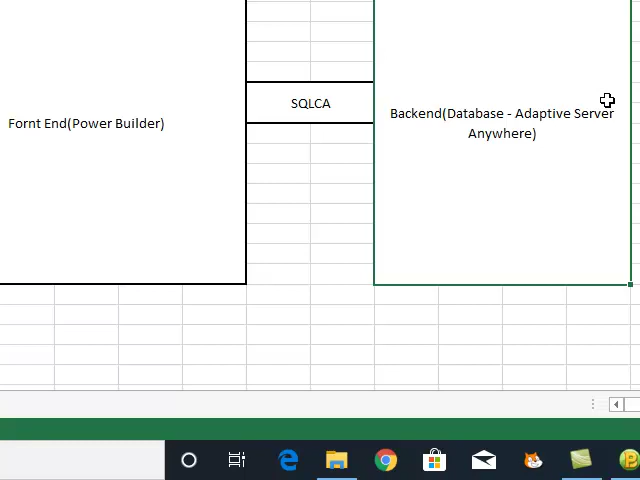 SQLCA
Fornt End(Power Builder)
Backend(Database - Adaptive Server
Anywhere)